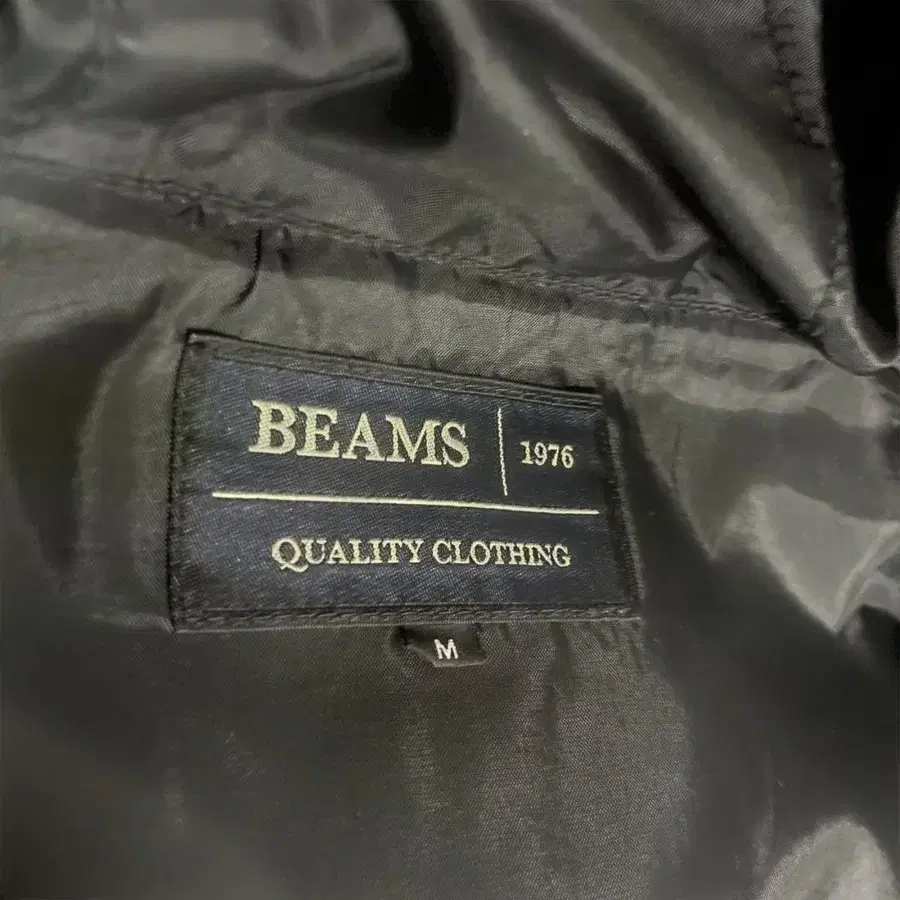 BEAMS | 1976
QUALITY CLOTHING
M